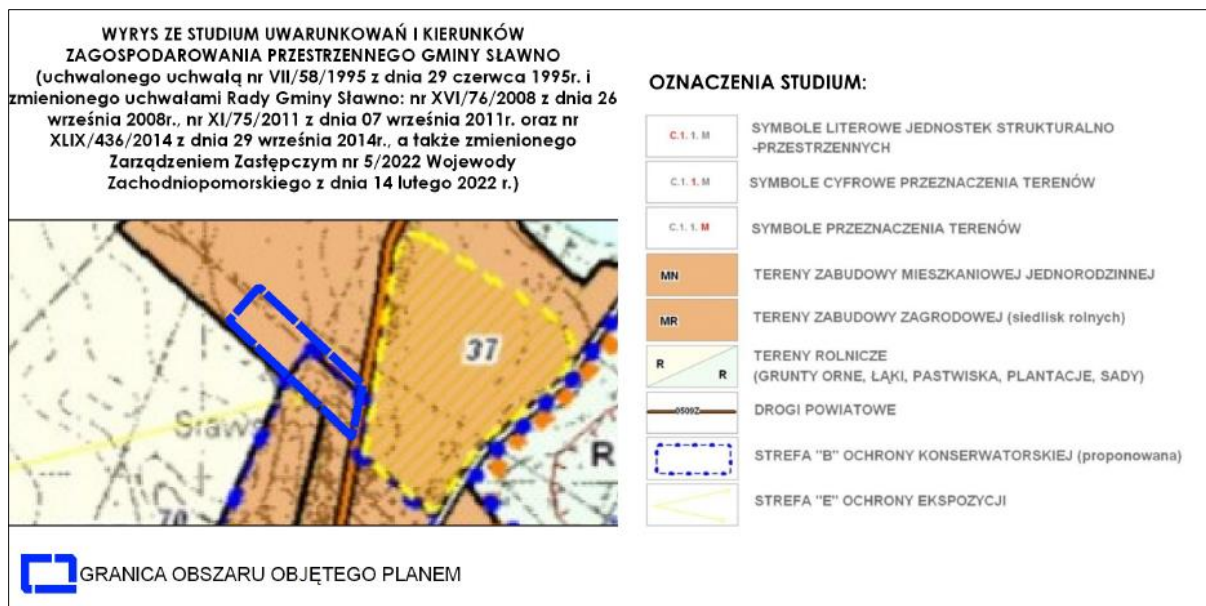 WYRYS ZE STUDIUM UWARUNKOWAŃ I KIERUNKÓW
ZAGOSPODAROWANIA PRZESTRZENNEGO GMINY SŁAWNO
(uchwalonego uchwałą nr VII/58/1995 z dnia 29 czerwca 1995r. i
zmienionego uchwałami Rady Gminy Sławno: nr XVI/76/2008 z dnia 26
września 2008r., nr XI/75/2011 z dnia 07 września 2011r. oraz nr
XLIX/436/2014 z dnia 29 września 2014r., a także zmienionego
Zarządzeniem Zastępczym nr 5/2022 Wojewody
Zachodniopomorskiego z dnia 14 lutego 2022 r.)
37
R
70
GRANICA OBSZARU OBJĘTEGO PLANEM
OZNACZENIA STUDIUM:
C.1. 1. M SYMBOLE LITEROWE JEDNOSTEK STRUKTURALNO
-PRZESTRZENNYCH
C.1. 1. M SYMBOLE CYFROWE PRZEZNACZENIA TERENÓW
C.1. 1. M SYMBOLE PRZEZNACZENIA TERENÓW
MN TERENY ZABUDOWY MIESZKANIOWEJ JEDNORODZINNEJ
MR TERENY ZABUDOWY ZAGRODOWEJ (siedlisk rolnych)
R R TERENY ROLNICZE
(GRUNTY ORNE, ŁĄKI, PASTWISKA, PLANTACJE, SADY)
0509Z DROGI POWIATOWE
STREFA "B" OCHRONY KONSERWATORSKIEJ (proponowana)
STREFA "E" OCHRONY EKSPOZYCJI